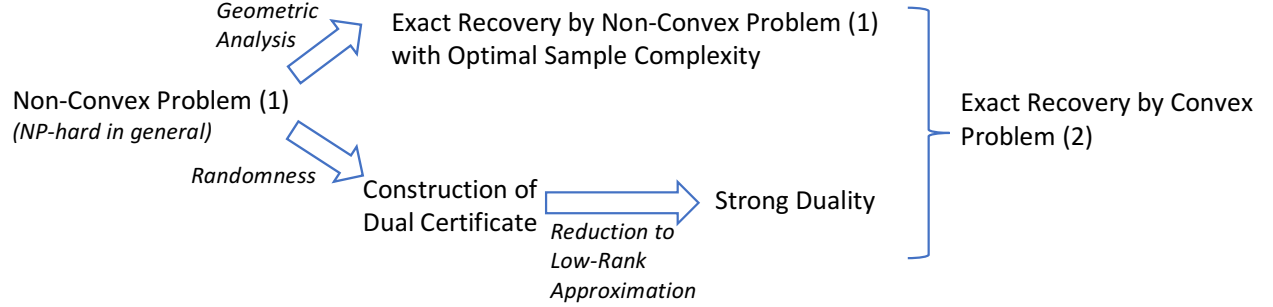 Geometric
Analysis
Exact Recovery by Non-Convex Problem (1)
with Optimal Sample Complexity
Non-Convex Problem (1)
(NP-hard in general)
Exact Recovery by Convex
Problem (2)
Randomness
Construction of
Dual Certificate
Strong Duality
Reduction to
Low-Rank
Approximation